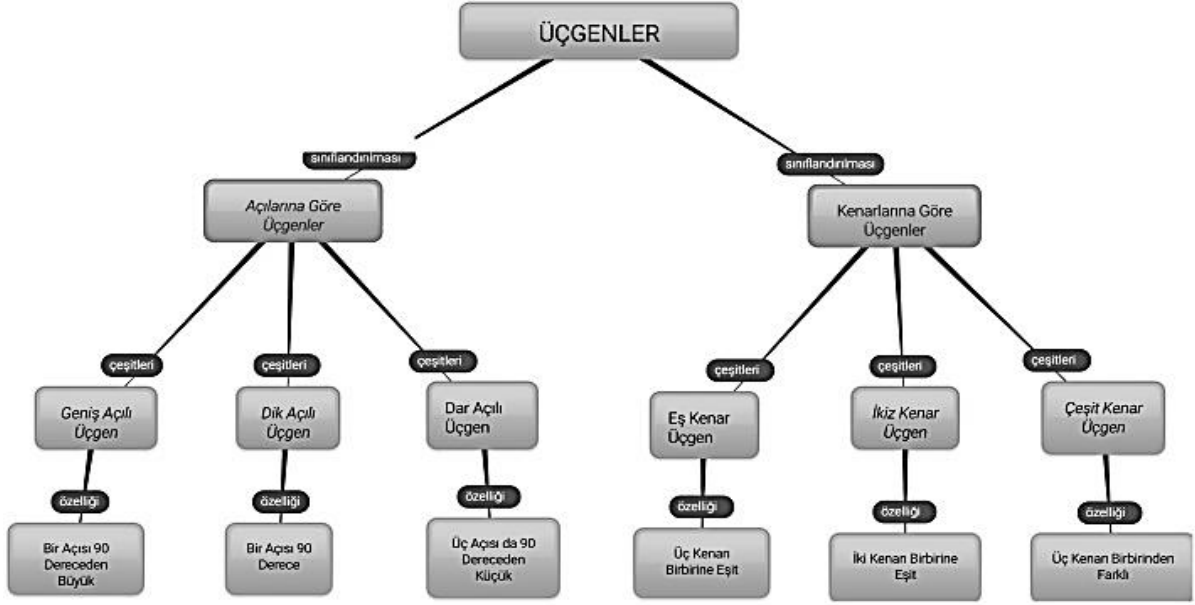 ÜÇGENLER
sınıflandırılması
sınıflandırılması
Açılarına Göre
Üçgenler
Kenarlarına Göre
Üçgenler
çeşitleri
çeşitleri
çeşitleri
çeşitleri
çeşitleri
çeşitleri
Geniş Açılı
Üçgen
Dik Açılı
Üçgen
Dar Açılı
Üçgen
Eş Kenar
Üçgen
İkiz Kenar
Üçgen
Çeşit Kenar
Üçgen
özelliği
özelliği
özelliği
özelliği
özelliği
özelliği
Bir Açısı 90
Dereceden
Büyük
Bir Açısı 90
Derece
Üç Açısı da 90
Dereceden
Küçük
Üç Kenarı
Birbirine Eşit
İki Kenarı Birbirine
Eşit
Üç Kenarı Birbirinden
Farklı